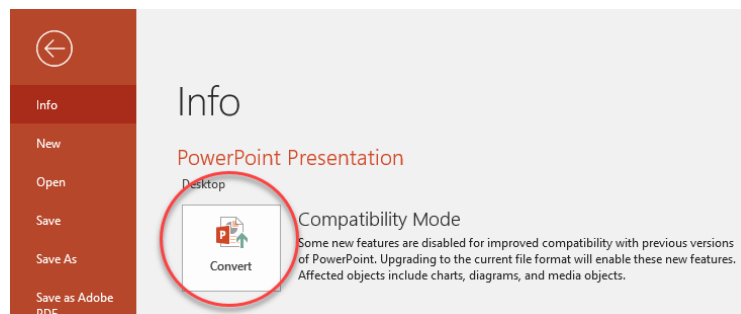 Info
New
Open
Save
Save As
Save as Adobe
PDF
Info
PowerPoint Presentation
Desktop
P
Convert
Compatibility Mode
Some new features are disabled for improved compatibility with previous versions
of PowerPoint. Upgrading to the current file format will enable these new features.
Affected objects include charts, diagrams, and media objects.